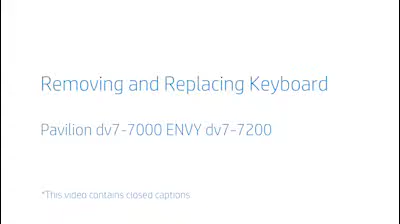 Removing and Replacing Keyboard
Pavilion dv7-7000 ENVY dv7-7200
*This video contains closed captions.